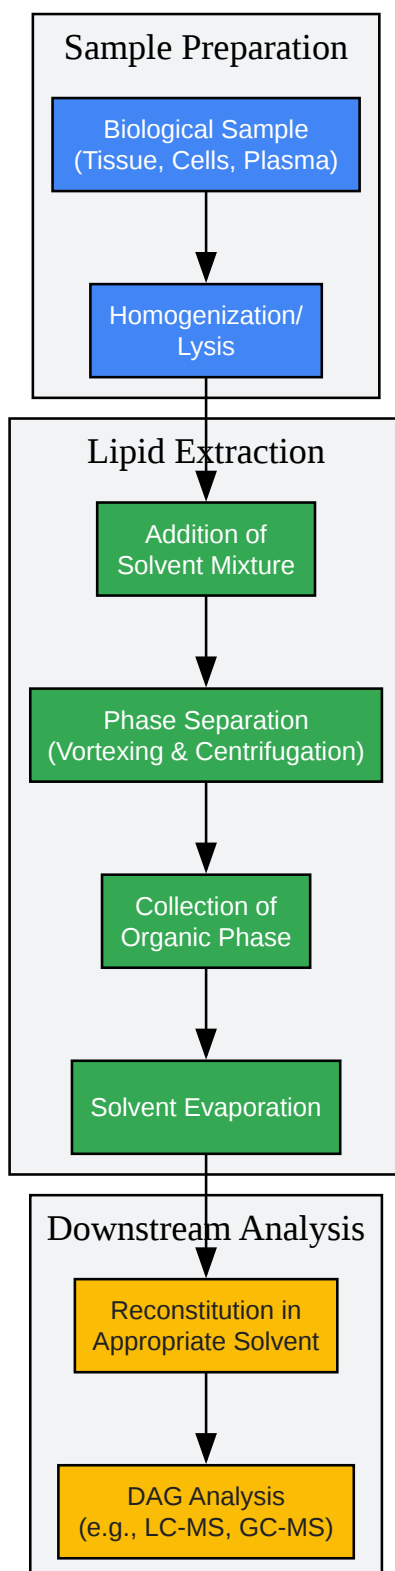 Sample Preparation
Biological Sample
(Tissue, Cells, Plasma)
Homogenization/
Lysis
Lipid Extraction
Addition of
Solvent Mixture
Phase Separation
(Vortexing & Centrifugation)
Collection of
Organic Phase
Solvent Evaporation
Downstream Analysis
Reconstitution in
Appropriate Solvent
DAG Analysis
(e.g., LC-MS, GC-MS)